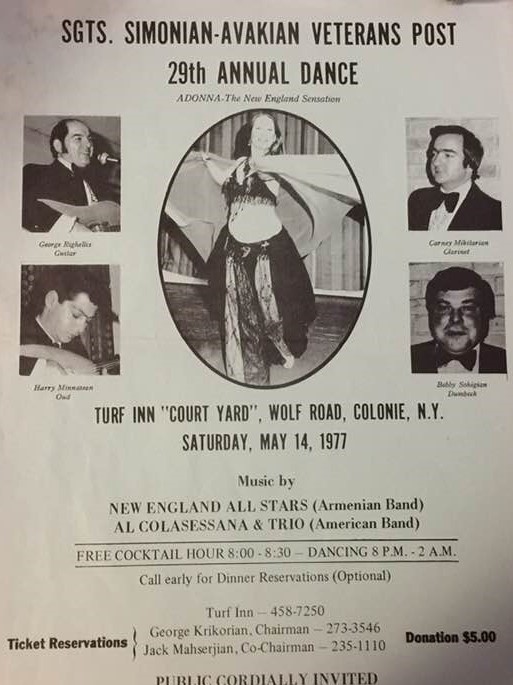 SGTS. SIMONIAN-AVAKIAN VETERANS POST
29th ANNUAL DANCE
ADONNA-The New England Sensation
George Righellis
Guitar
Carney Mikitarian
Clarinet
Harry Minnassian
Oud
Bobby Sohigian
Dumbeck
TURF INN "COURT YARD", WOLF ROAD, COLONIE, N.Y.
SATURDAY, MAY 14, 1977
Music by
NEW ENGLAND ALL STARS (Armenian Band)
AL COLASESSANA & TRIO (American Band)
FREE COCKTAIL HOUR 8:00 - 8:30 — DANCING 8 P.M. - 2 A.M.
Call early for Dinner Reservations (Optional)
Turf Inn — 458-7250
Ticket Reservations
George Krikorian, Chairman — 273-3546
Jack Mahserjian, Co-Chairman — 235-1110
Donation $5.00
PUBLIC CORDIALLY INVITED